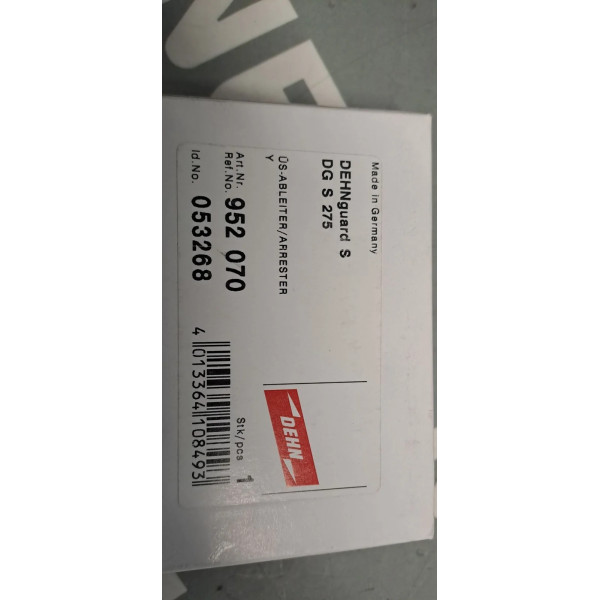 Made in Germany
DEHNguard S
DG S 275
ÜS-ABLEITER/ARRESTER
Y
Art.Nr.
Ref.No. 952 070
Id.No. 053268
DEHN
Stk/pcs 1
4 013364 108493